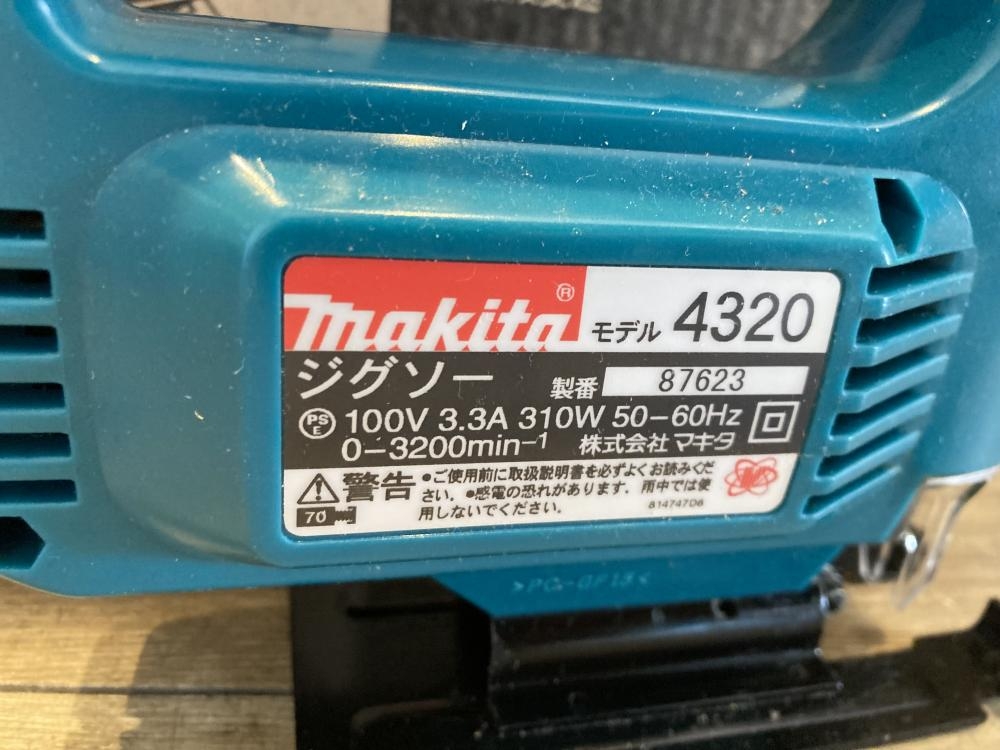 makita®
モデル 4320
ジグソー 製番 87623
PSE 100V 3.3A 310W 50-60Hz
0-3200min⁻¹ 株式会社 マキタ
警告 •ご使用前に取扱説明書を必ずよくお読みくだ
さい。•感電の恐れがあります。雨中では使
用しないでください。
70
814747D6
>PC-GF13<